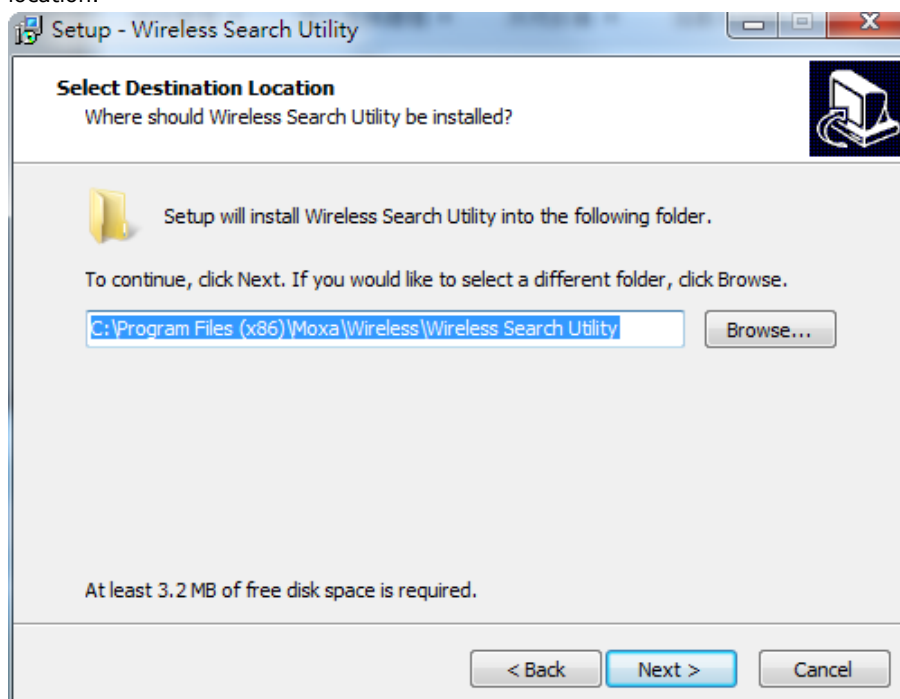 location.
Setup - Wireless Search Utility
Select Destination Location
Where should Wireless Search Utility be installed?
Setup will install Wireless Search Utility into the following folder.
To continue, click Next. If you would like to select a different folder, click Browse.
C:\Program Files (x86)\Moxa\Wireless\Wireless Search Utility
Browse...
At least 3.2 MB of free disk space is required.
< Back
Next >
Cancel